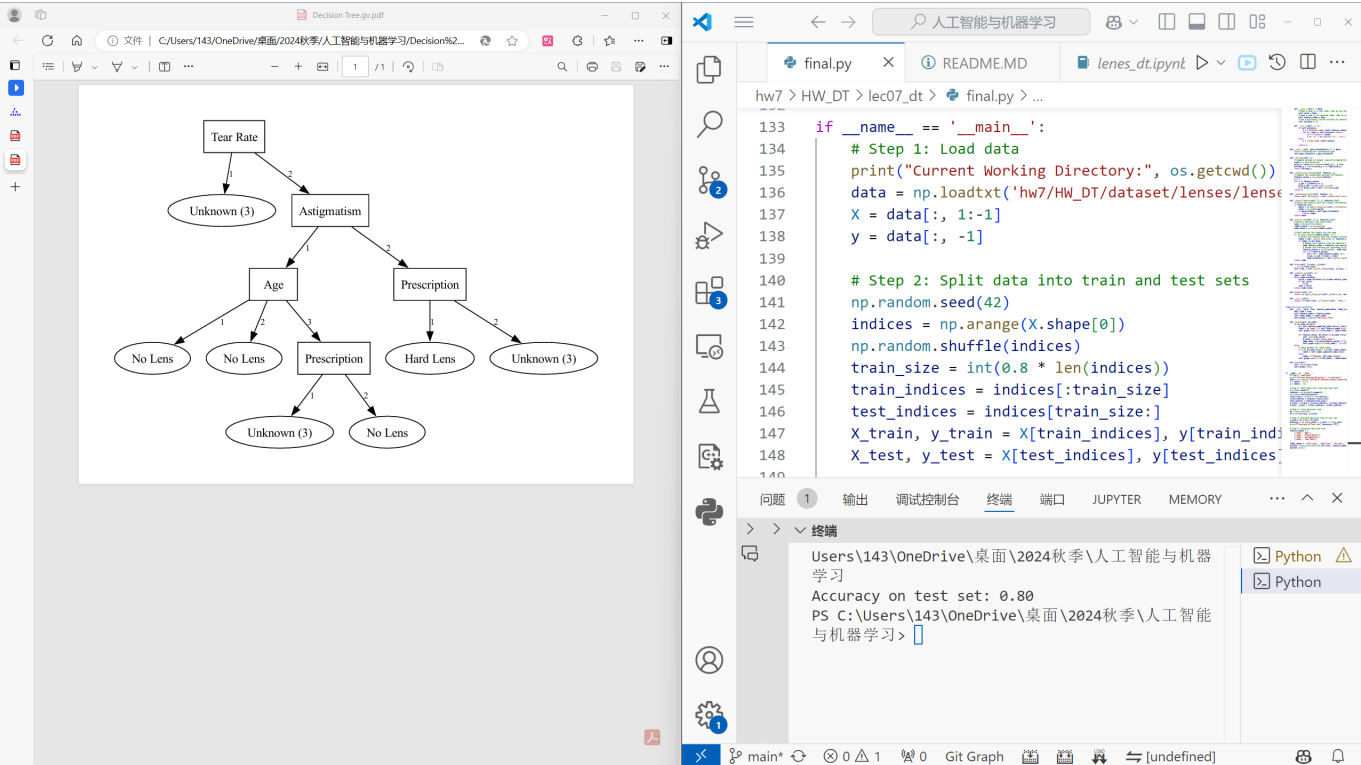 Decision Tree.gv.pdf
文件
C:/Users/143/OneDrive/桌面/2024秋季/人工智能与机器学习/Decision%2...
1 / 1
Tear Rate
1
2
Unknown (3)
Astigmatism
1
2
Age
Prescription
1
2
3
1
2
No Lens
No Lens
Prescription
Hard Lens
Unknown (3)
1
2
Unknown (3)
No Lens
人工智能与机器学习
final.py
README.MD
lenes_dt.ipynb
hw7 > HW_DT > lec07_dt > final.py > ...
133 if __name__ == '__main__':
134 # Step 1: Load data
135 print("Current Working Directory:", os.getcwd())
136 data = np.loadtxt('hw7/HW_DT/dataset/lenses/lense
137 X = data[:, 1:-1]
138 y = data[:, -1]
139
140 # Step 2: Split data into train and test sets
141 np.random.seed(42)
142 indices = np.arange(X.shape[0])
143 np.random.shuffle(indices)
144 train_size = int(0.8 * len(indices))
145 train_indices = indices[:train_size]
146 test_indices = indices[train_size:]
147 X_train, y_train = X[train_indices], y[train_indi
148 X_test, y_test = X[test_indices], y[test_indices]
149
2
3
1
问题 1 输出 调试控制台 终端 端口 JUPYTER MEMORY ...
终端
Users\143\OneDrive\桌面\2024秋季\人工智能与机器
学习
Accuracy on test set: 0.80
PS C:\Users\143\OneDrive\桌面\2024秋季\人工智能
与机器学习>
Python
Python
main* 0 1 0 Git Graph [undefined]